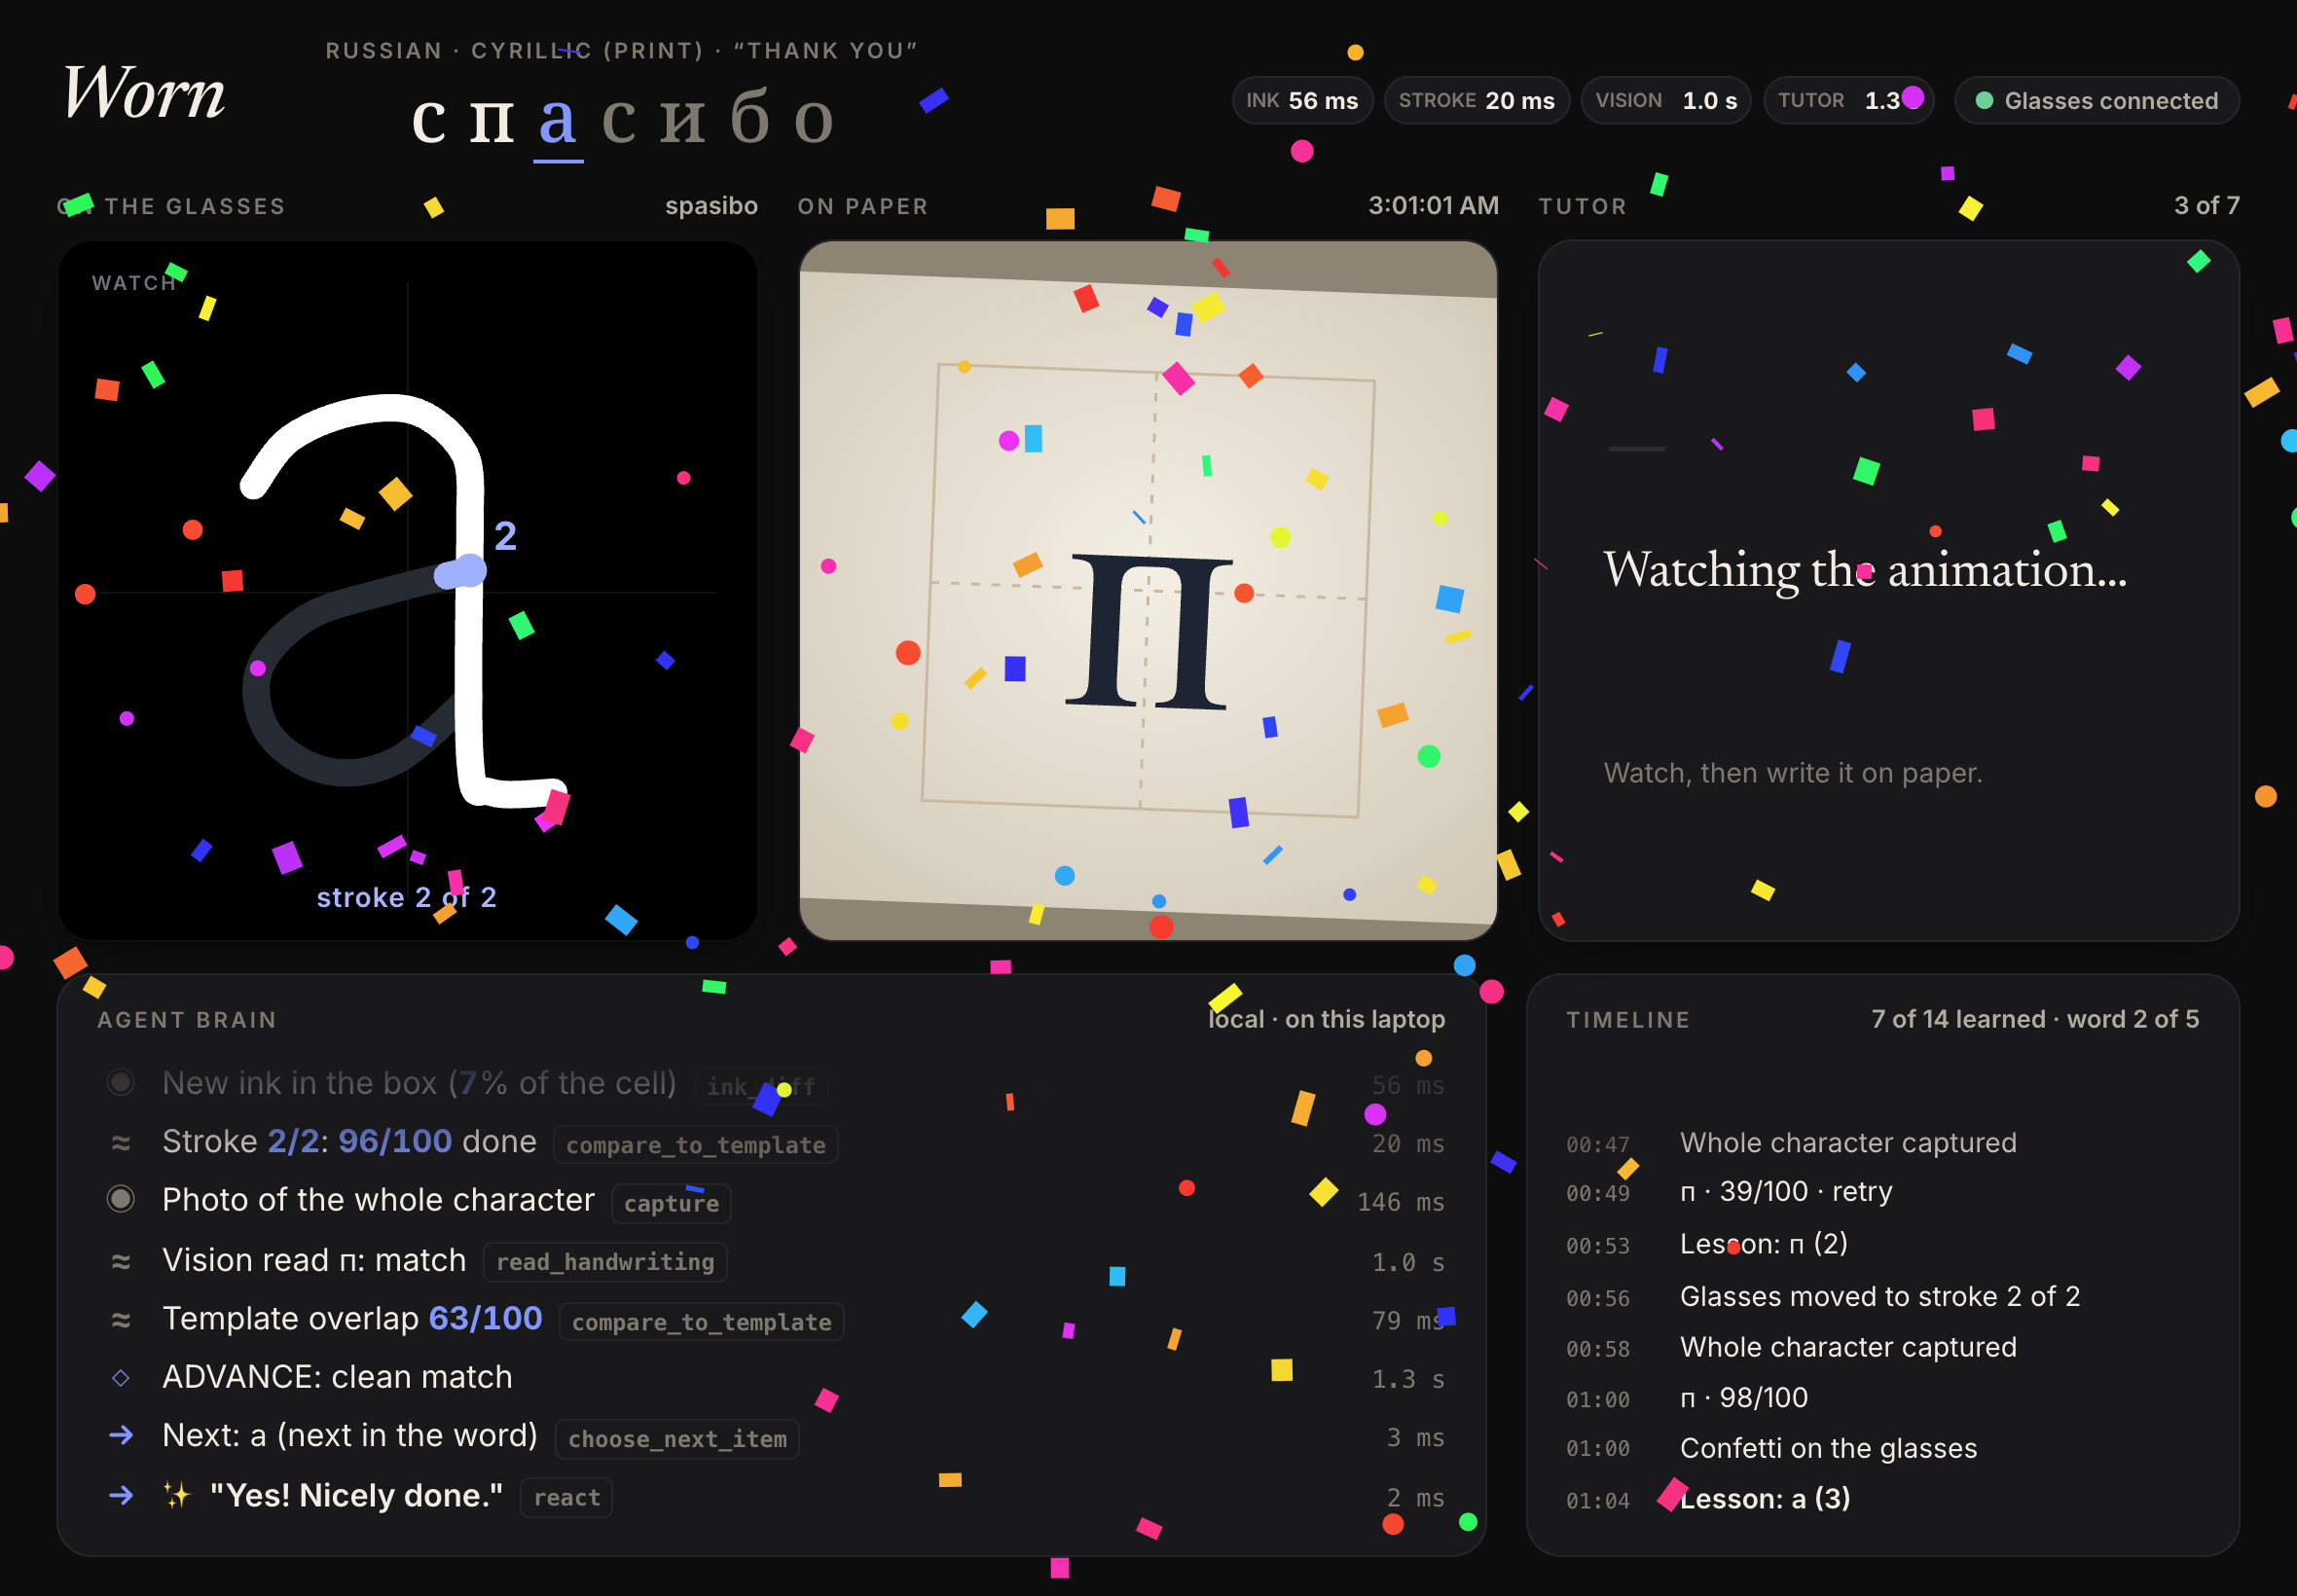 Worn
RUSSIAN · CYRILLIC (PRINT) · “THANK YOU”
спасибо
INK 56 ms
STROKE 20 ms
VISION 1.0 s
TUTOR 1.3
Glasses connected
ON THE GLASSES
spasibo
WATCH
2
stroke 2 of 2
ON PAPER
3:01:01 AM
п
TUTOR
3 of 7
Watching the animation...
Watch, then write it on paper.
AGENT BRAIN
local · on this laptop
New ink in the box (7% of the cell) ink_diff 56 ms
≈ Stroke 2/2: 96/100 done compare_to_template 20 ms
Photo of the whole character capture 146 ms
≈ Vision read п: match read_handwriting 1.0 s
≈ Template overlap 63/100 compare_to_template 79 ms
◇ ADVANCE: clean match 1.3 s
→ Next: а (next in the word) choose_next_item 3 ms
→ ✨ "Yes! Nicely done." react 2 ms
TIMELINE
7 of 14 learned · word 2 of 5
00:47 Whole character captured
00:49 п · 39/100 · retry
00:53 Lesson: п (2)
00:56 Glasses moved to stroke 2 of 2
00:58 Whole character captured
01:00 п · 98/100
01:00 Confetti on the glasses
01:04 Lesson: а (3)